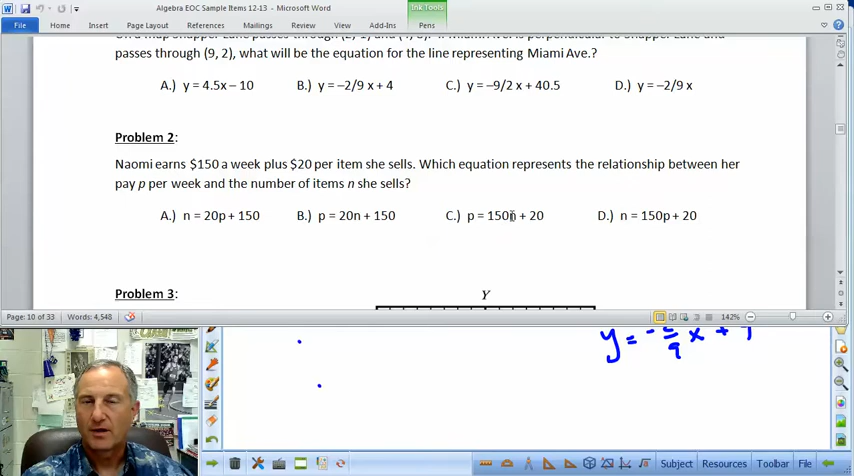 Algebra EOC Sample Items 12-13 - Microsoft Word
Ink Tools
File Home Insert Page Layout References Mailings Review View Add-Ins Pens
passes through (9, 2), what will be the equation for the line representing Miami Ave.?
A.) y = 4.5x – 10 B.) y = –2/9 x + 4 C.) y = –9/2 x + 40.5 D.) y = –2/9 x
Problem 2:
Naomi earns $150 a week plus $20 per item she sells. Which equation represents the relationship between her
pay p per week and the number of items n she sells?
A.) n = 20p + 150 B.) p = 20n + 150 C.) p = 150n + 20 D.) n = 150p + 20
Y
Problem 3:
Page: 10 of 33 Words: 4,548 142%
y = - 2/9 x +
Subject Resources Toolbar File